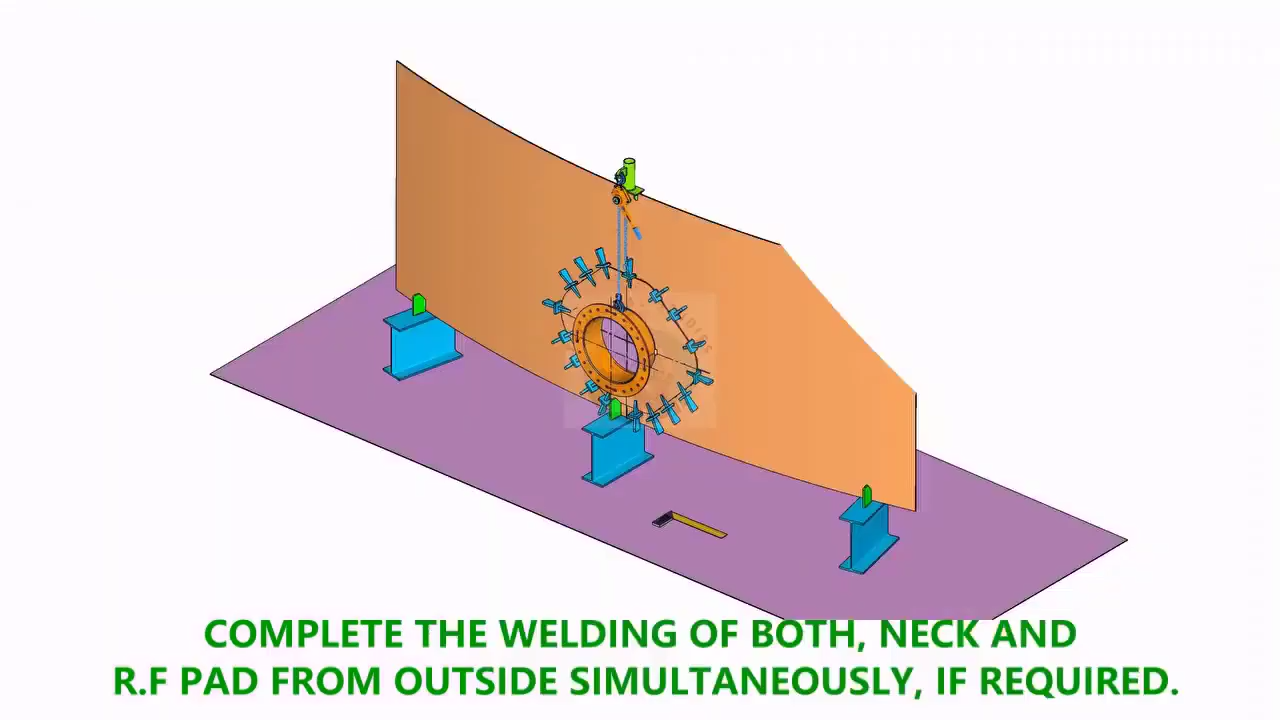 COMPLETE THE WELDING OF BOTH, NECK AND
R.F PAD FROM OUTSIDE SIMULTANEOUSLY, IF REQUIRED.